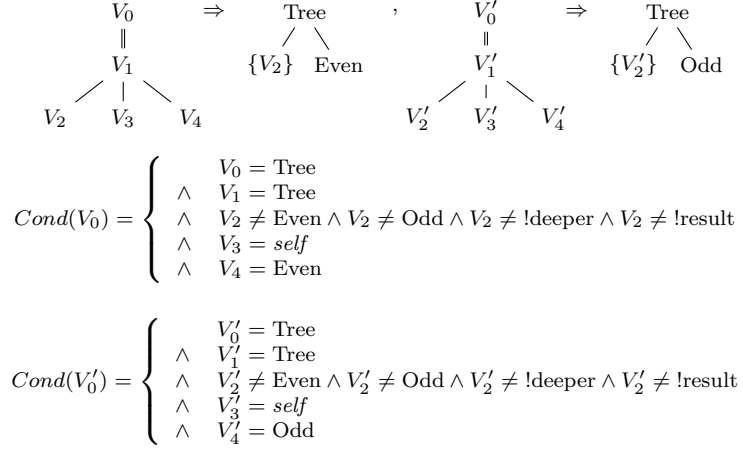 V₀ ⇒ Tree , V′₀ ⇒ Tree
V₁ {V₂} Even V′₁ {V′₂} Odd
V₂ V₃ V₄ V′₂ V′₃ V′₄
V₀ = Tree
∧ V₁ = Tree
Cond(V₀) = { ∧ V₂ ≠ Even ∧ V₂ ≠ Odd ∧ V₂ ≠ !deeper ∧ V₂ ≠ !result
∧ V₃ = self
∧ V₄ = Even
V′₀ = Tree
∧ V′₁ = Tree
Cond(V′₀) = { ∧ V′₂ ≠ Even ∧ V′₂ ≠ Odd ∧ V′₂ ≠ !deeper ∧ V′₂ ≠ !result
∧ V′₃ = self
∧ V′₄ = Odd